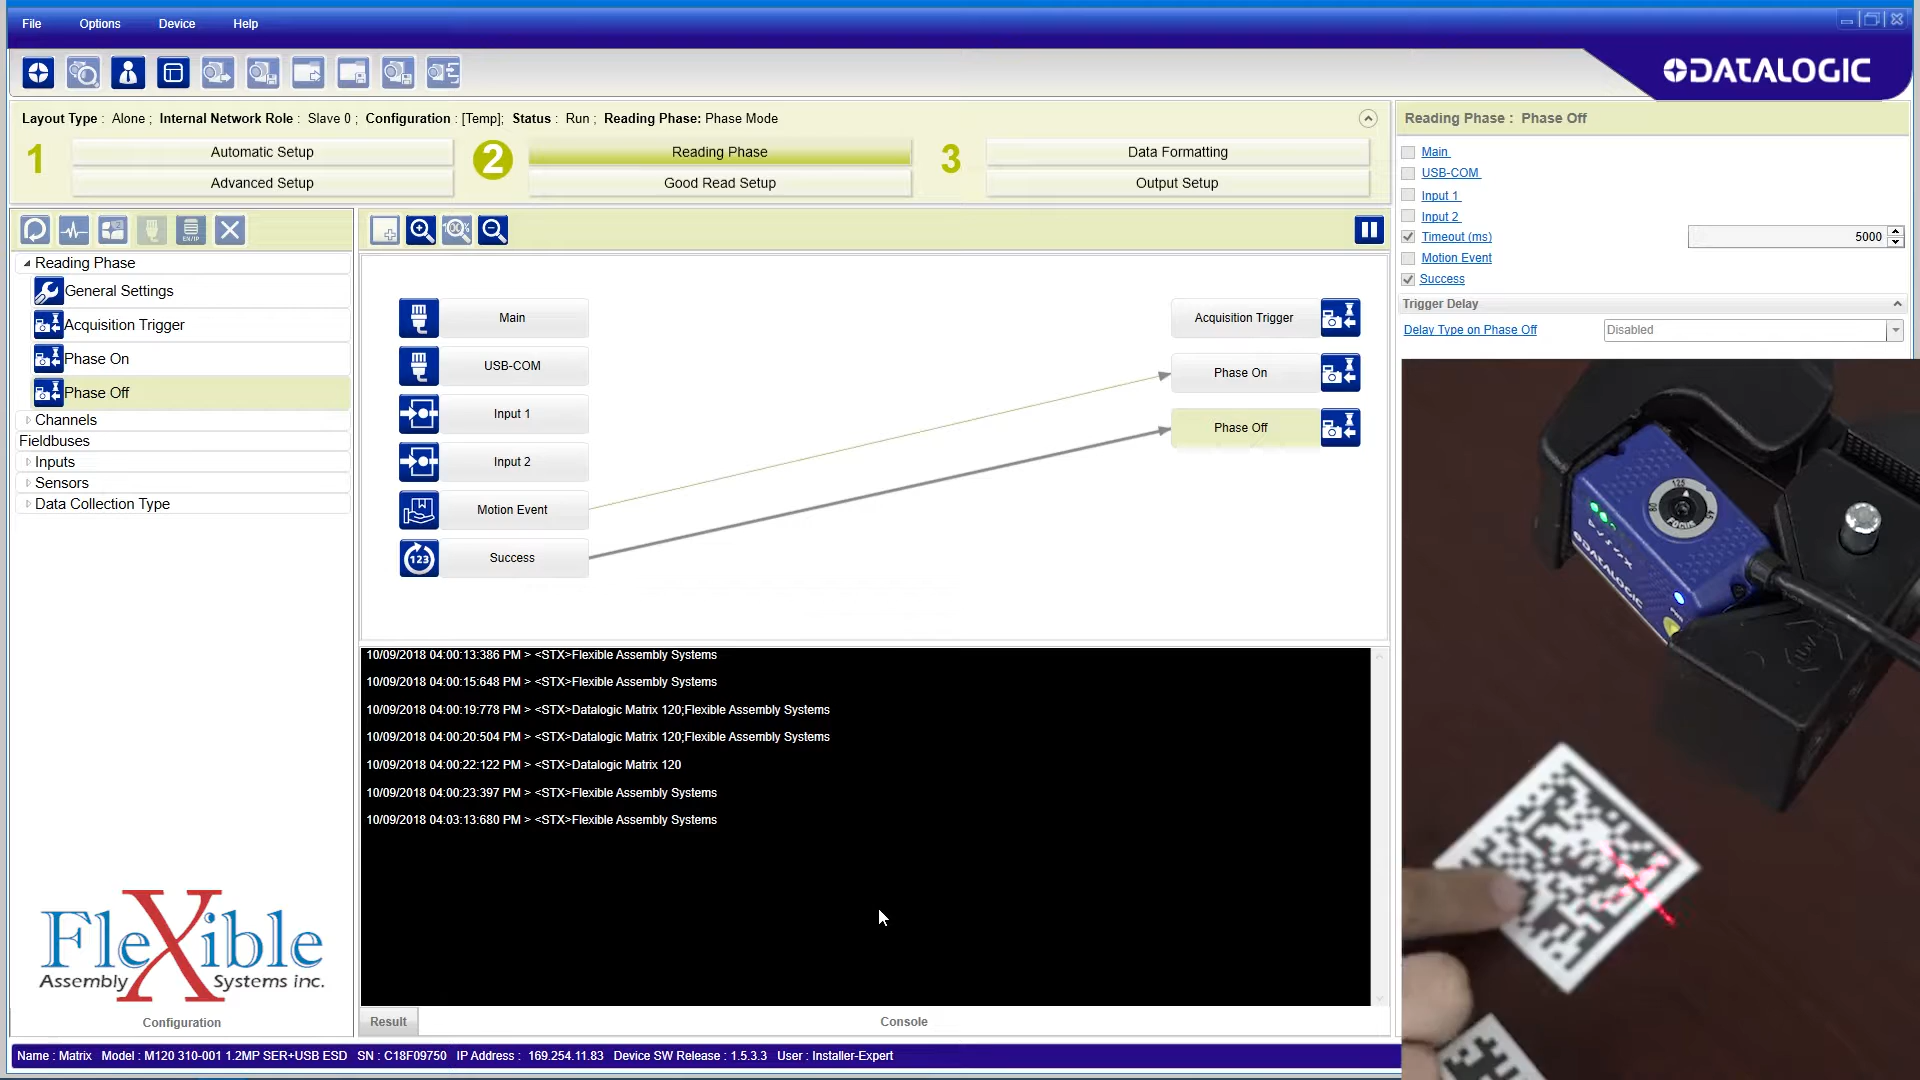 File Options Device Help
DATALOGIC
Layout Type : Alone ; Internal Network Role : Slave 0 ; Configuration : [Temp]; Status : Run ; Reading Phase: Phase Mode
1 Automatic Setup 2 Reading Phase 3 Data Formatting
Advanced Setup Good Read Setup Output Setup
100%
EN/IP
Reading Phase
General Settings
Acquisition Trigger
Phase On
Phase Off
Channels
Fieldbuses
Inputs
Sensors
Data Collection Type
Main
USB-COM
Input 1
Input 2
Motion Event
123 Success
Acquisition Trigger
Phase On
Phase Off
10/09/2018 04:00:13:386 PM > <STX>Flexible Assembly Systems
10/09/2018 04:00:15:648 PM > <STX>Flexible Assembly Systems
10/09/2018 04:00:19:778 PM > <STX>Datalogic Matrix 120;Flexible Assembly Systems
10/09/2018 04:00:20:504 PM > <STX>Datalogic Matrix 120;Flexible Assembly Systems
10/09/2018 04:00:22:122 PM > <STX>Datalogic Matrix 120
10/09/2018 04:00:23:397 PM > <STX>Flexible Assembly Systems
10/09/2018 04:03:13:680 PM > <STX>Flexible Assembly Systems
Flexible
Assembly Systems inc.
Configuration
Result Console
Reading Phase : Phase Off
Main
USB-COM
Input 1
Input 2
Timeout (ms) 5000
Motion Event
Success
Trigger Delay
Delay Type on Phase Off Disabled
125
FOCUS
DATALOGIC
Name : Matrix Model : M120 310-001 1.2MP SER+USB ESD SN : C18F09750 IP Address : 169.254.11.83 Device SW Release : 1.5.3.3 User : Installer-Expert